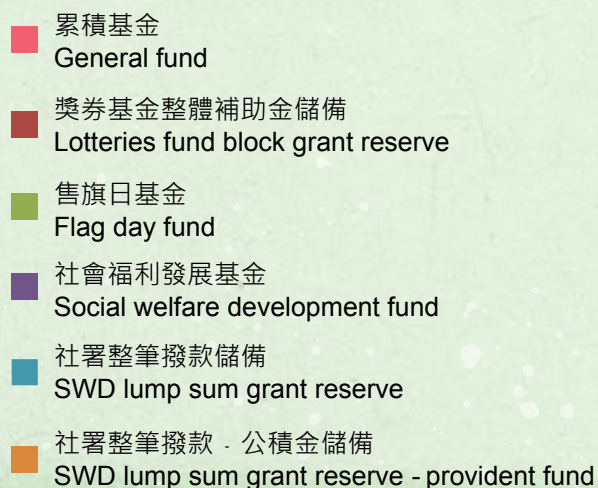 累積基金
General fund
獎券基金整體補助金儲備
Lotteries fund block grant reserve
售旗日基金
Flag day fund
社會福利發展基金
Social welfare development fund
社署整筆撥款儲備
SWD lump sum grant reserve
社署整筆撥款 - 公積金儲備
SWD lump sum grant reserve - provident fund